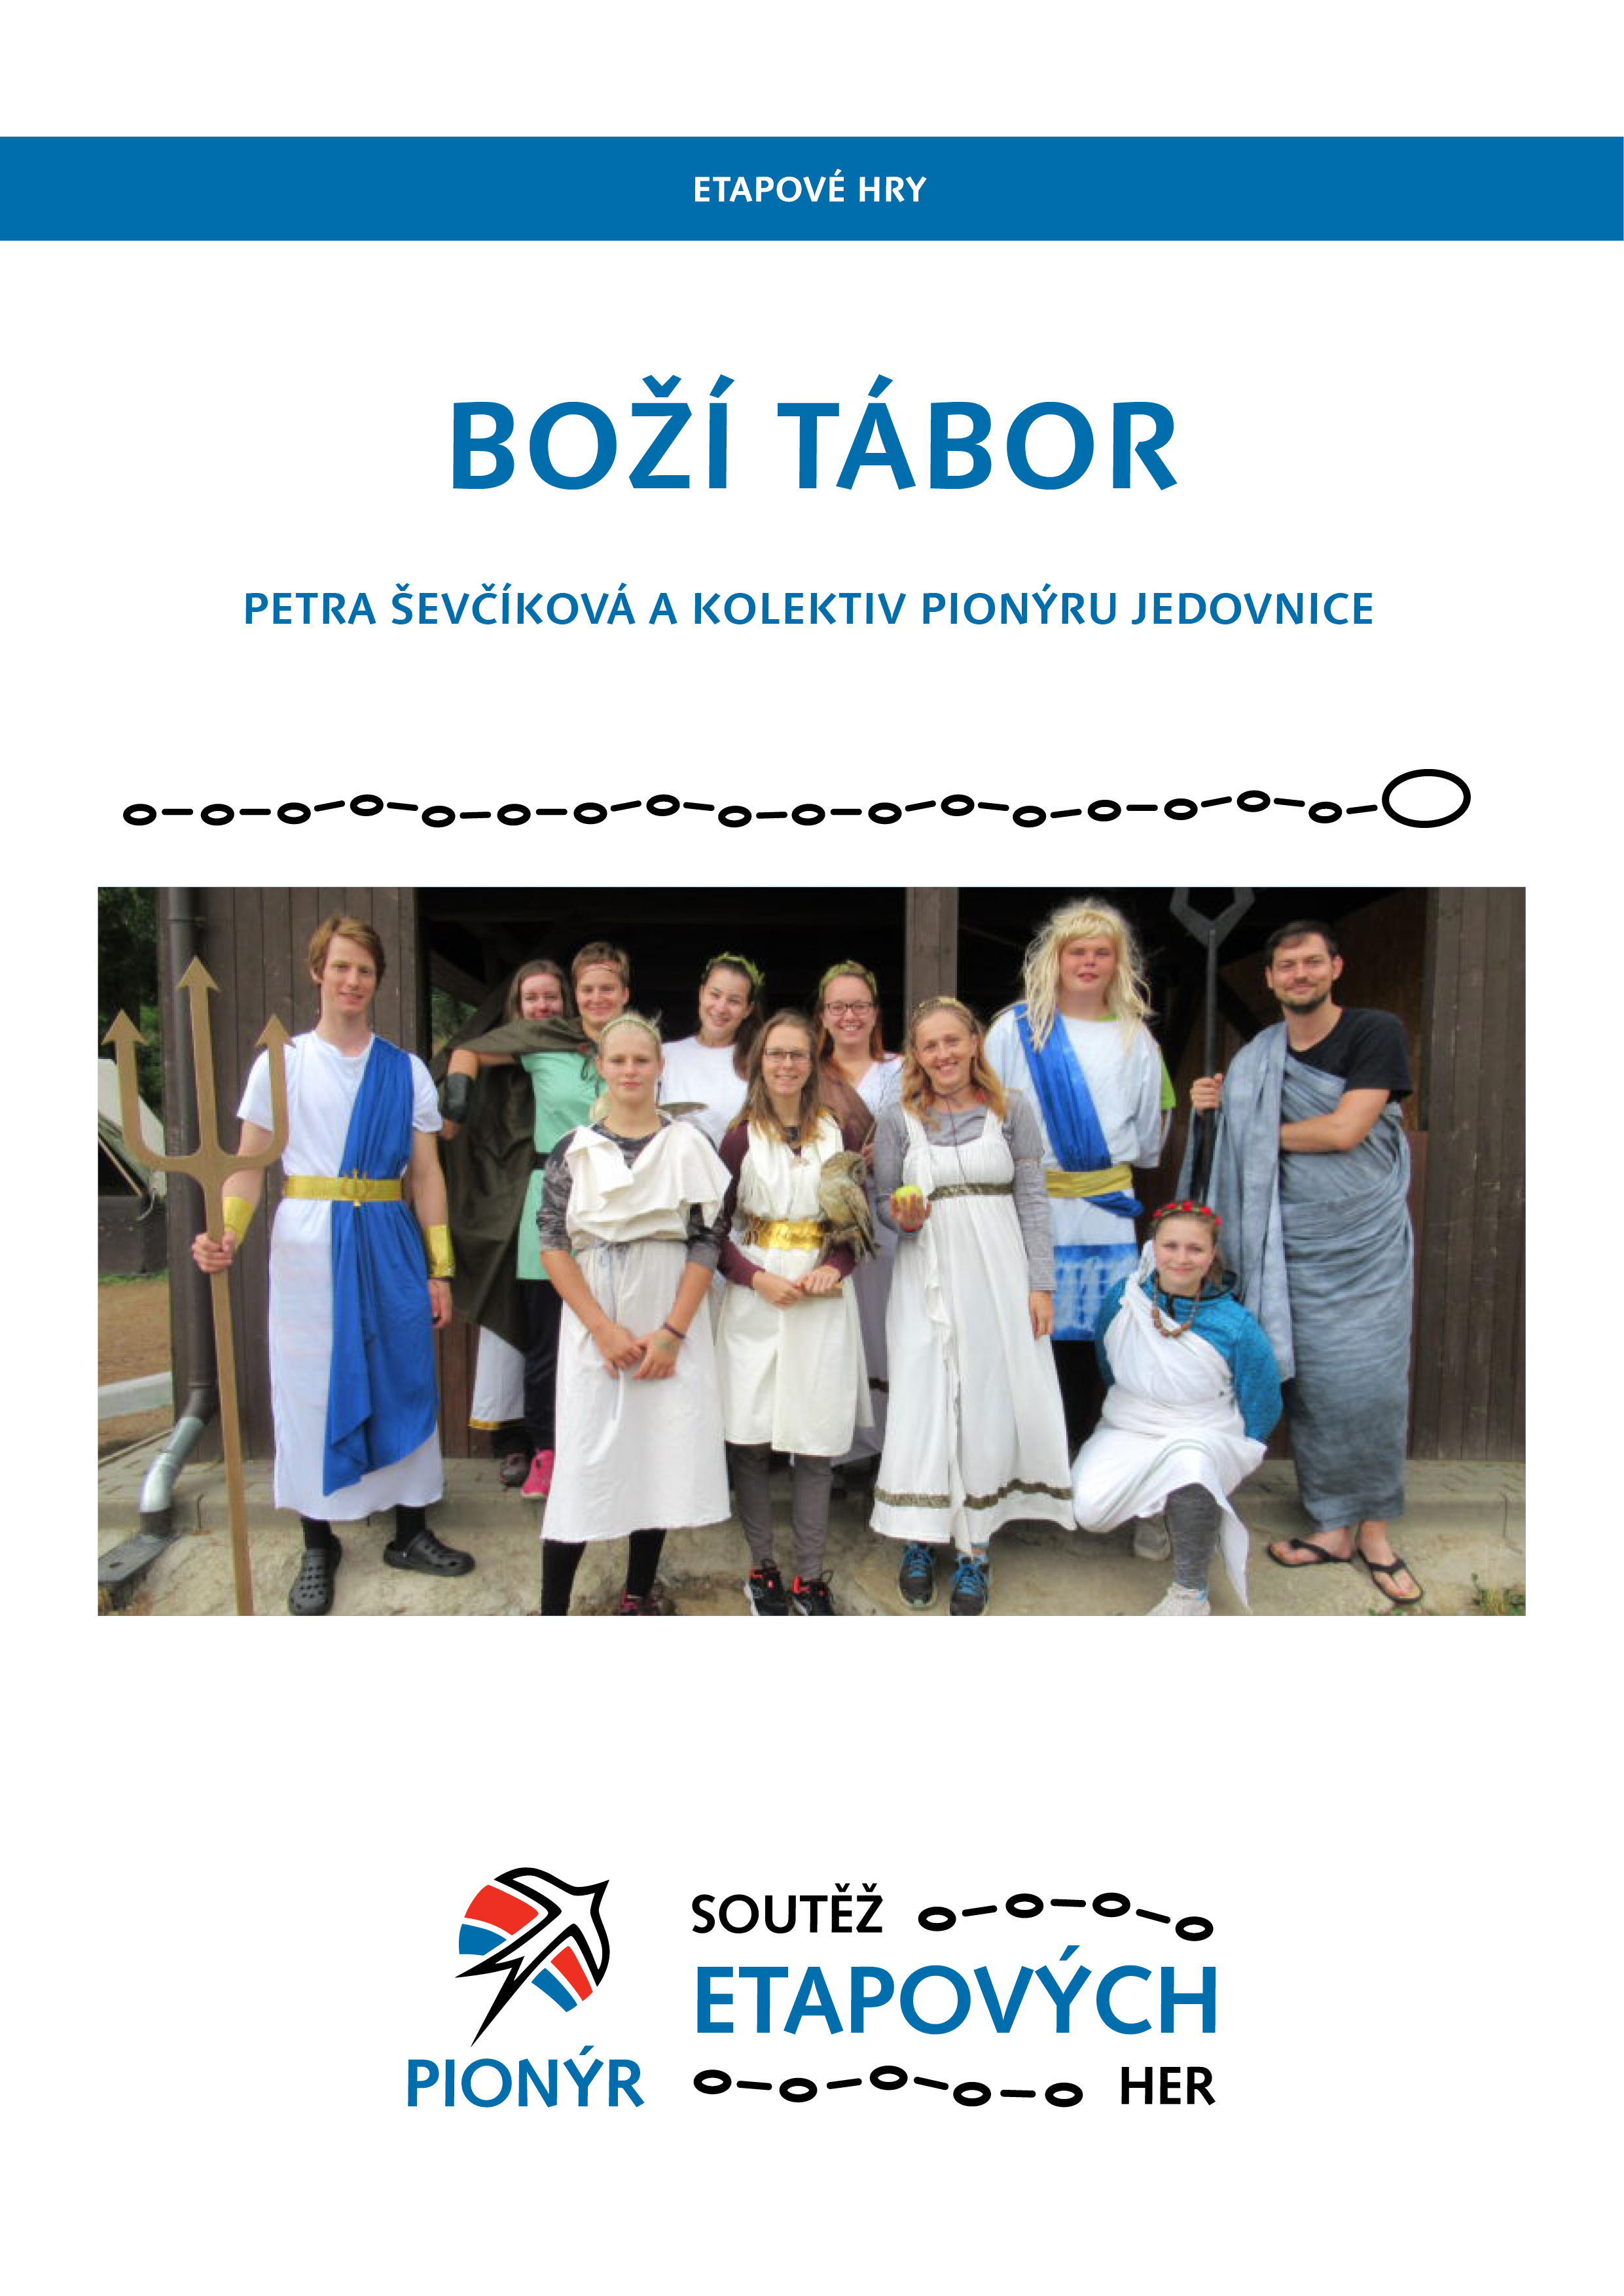 ETAPOVÉ HRY
BOŽÍ TÁBOR
PETRA ŠEVČÍKOVÁ A KOLEKTIV PIONÝRU JEDOVNICE
PIONÝR
SOUTĚŽ
ETAPOVÝCH
HER